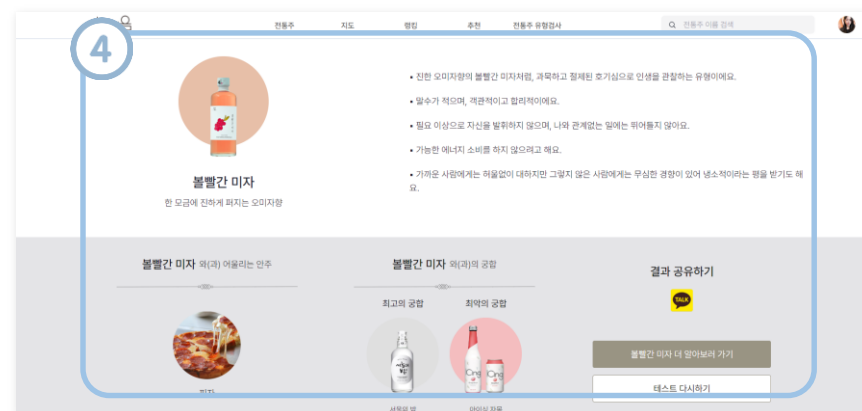 전통주 지도 랭킹 추천 전통주 유형검사 전통주 이름 검색
4
• 진한 오미자향의 볼빨간 미자처럼, 과묵하고 절제된 호기심으로 인생을 관찰하는 유형이에요.
• 말수가 적으며, 객관적이고 합리적이에요.
• 필요 이상으로 자신을 발휘하지 않으며, 나와 관계없는 일에는 뛰어들지 않아요.
• 가능한 에너지 소비를 하지 않으려고 해요.
• 가까운 사람에게는 허울없이 대하지만 그렇지 않은 사람에게는 무심한 경향이 있어 냉소적이라는 평을 받기도 해
요.
볼빨간 미자
한 모금에 진하게 퍼지는 오미자향
볼빨간 미자 와(과) 어울리는 안주
피자
볼빨간 미자 와(과)의 궁합
최고의 궁합 최악의 궁합
결과 공유하기
TALK
볼빨간 미자 더 알아보러 가기
테스트 다시하기